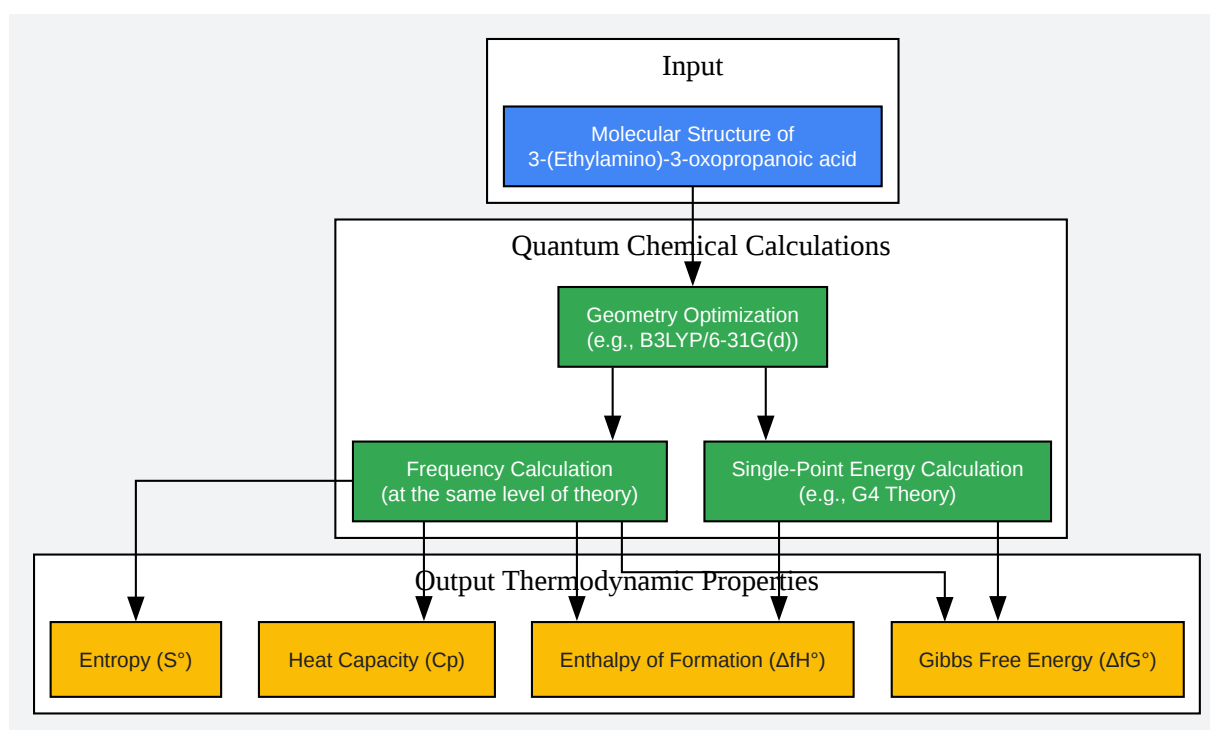 Input
Molecular Structure of
3-(Ethylamino)-3-oxopropanoic acid
Quantum Chemical Calculations
Geometry Optimization
(e.g., B3LYP/6-31G(d))
Frequency Calculation
(at the same level of theory)
Single-Point Energy Calculation
(e.g., G4 Theory)
Output Thermodynamic Properties
Entropy (S°)
Heat Capacity (Cp)
Enthalpy of Formation (ΔfH°)
Gibbs Free Energy (ΔfG°)